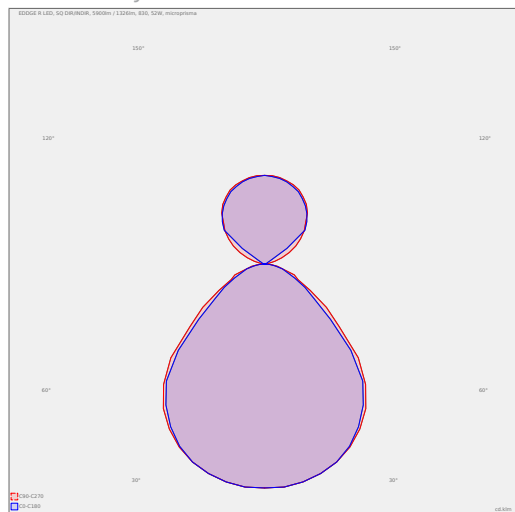 EDDGE R LED, SQ DIR/INDIR, 5900lm / 1326lm, 830, 52W, microprisma
150° 150°
120° 120°
60° 60°
30° 30°
C90-C270
C0-C180 cd/klm